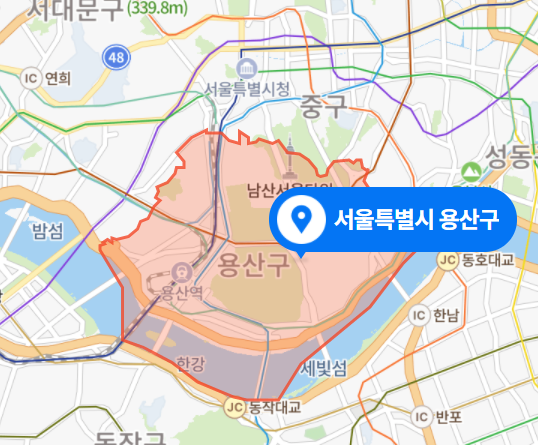 서대문구 (339.8m)
48
IC 연희
서울특별시청
중구
성동
남산서울타워
밤섬
서울특별시 용산구
용산구
용산역
JC 동호대교
IC 한남
한강
세빛섬
JC 동작대교
IC 반포
동작구